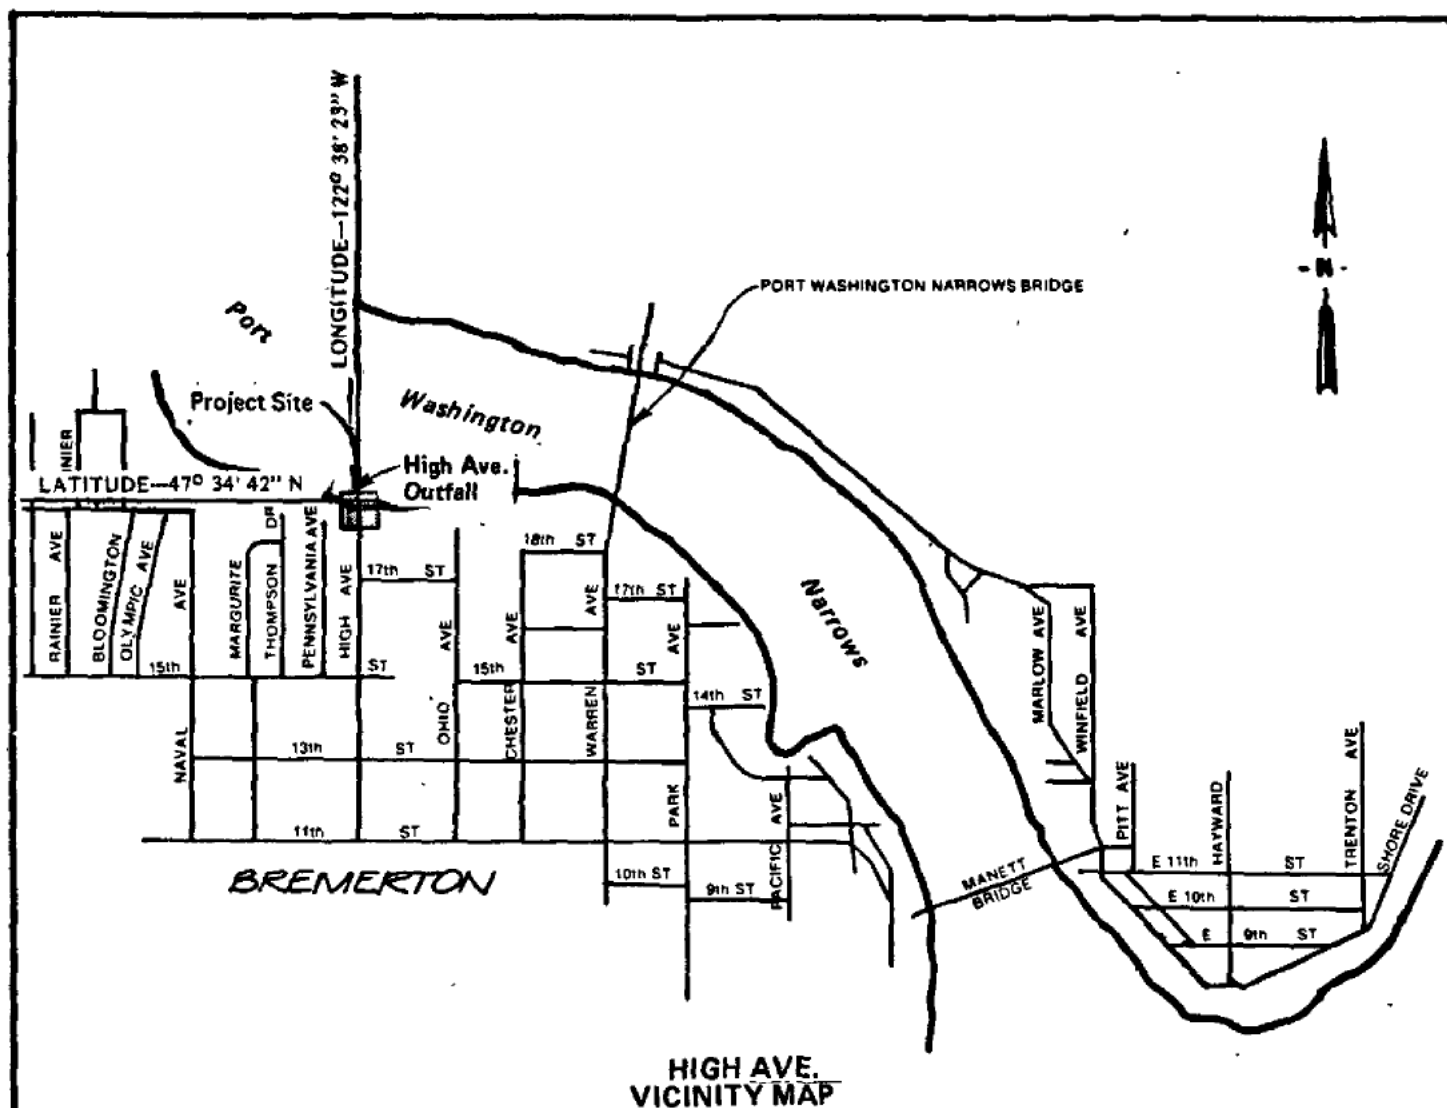 LONGITUDE—122° 38' 23" W
PORT WASHINGTON NARROWS BRIDGE
N
Port
Washington
Narrows
Project Site
High Ave.
Outfall
LATITUDE—47° 34' 42" N
RAINIER AVE
BLOOMINGTON
OLYMPIC AVE
NAVAL AVE
MARGURITE
THOMPSON DR
PENNSYLVANIA AVE
HIGH AVE
OHIO AVE
CHESTER AVE
WARREN AVE
PARK AVE
PACIFIC AVE
18th ST
17th ST
17th ST
15th ST
15th ST
14th ST
13th ST
11th ST
10th ST
9th ST
BREMERTON
MANETT
BRIDGE
MARLOW AVE
WINFIELD AVE
PITT AVE
HAYWARD
TRENTON AVE
SHORE DRIVE
E 11th ST
E 10th ST
E 9th ST
HIGH AVE.
VICINITY MAP